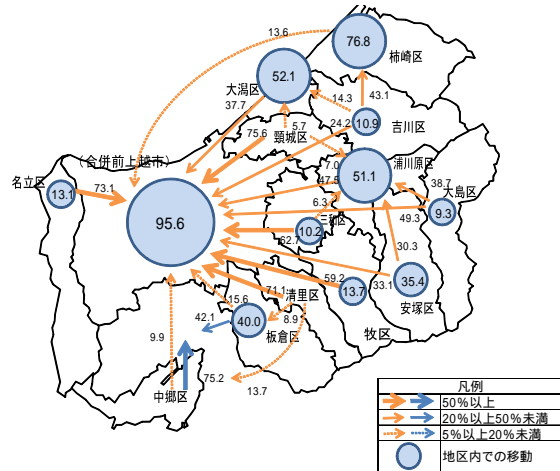 13.6
76.8
柿崎区
52.1
大潟区
37.7
14.3
43.1
10.9
吉川区
24.2
5.7
75.6
頸城区
（合併前上越市）
7.0
浦川原区
47.5
51.1
名立区
13.1
73.1
38.7
大島区
6.3
9.3
49.3
三和区
10.2
62.7
95.6
30.3
59.2
33.1
35.4
安塚区
71.1
清里区
13.7
15.6
8.9
40.0
板倉区
42.1
牧区
9.9
75.2
13.7
中郷区
凡例
50％以上
20％以上50％未満
5％以上20％未満
地区内での移動